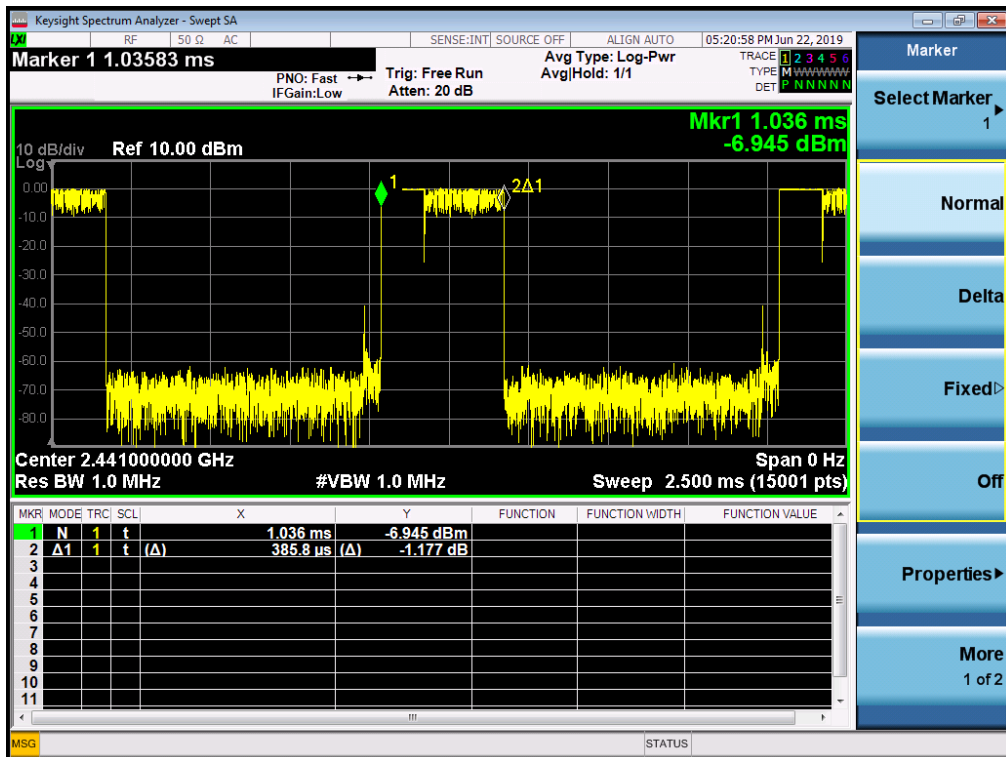 Keysight Spectrum Analyzer - Swept SA
LXI RF 50 Ω AC SENSE:INT SOURCE OFF ALIGN AUTO 05:20:58 PM Jun 22, 2019
Marker 1 1.03583 ms
PNO: Fast Trig: Free Run Avg Type: Log-Pwr TRACE 1 2 3 4 5 6
IFGain:Low Atten: 20 dB Avg|Hold: 1/1 TYPE M WWWWW
DET P N N N N N
Mkr1 1.036 ms
10 dB/div Ref 10.00 dBm -6.945 dBm
Log
1 2Δ1
0.00
-10.0
-20.0
-30.0
-40.0
-50.0
-60.0
-70.0
-80.0
Center 2.441000000 GHz Span 0 Hz
Res BW 1.0 MHz #VBW 1.0 MHz Sweep 2.500 ms (15001 pts)
MKR MODE TRC SCL X Y FUNCTION FUNCTION WIDTH FUNCTION VALUE
1 N 1 t 1.036 ms -6.945 dBm
2 Δ1 1 t (Δ) 385.8 µs (Δ) -1.177 dB
3
4
5
6
7
8
9
10
11
MSG STATUS
Marker
Select Marker
1
Normal
Delta
Fixed
Off
Properties
More
1 of 2